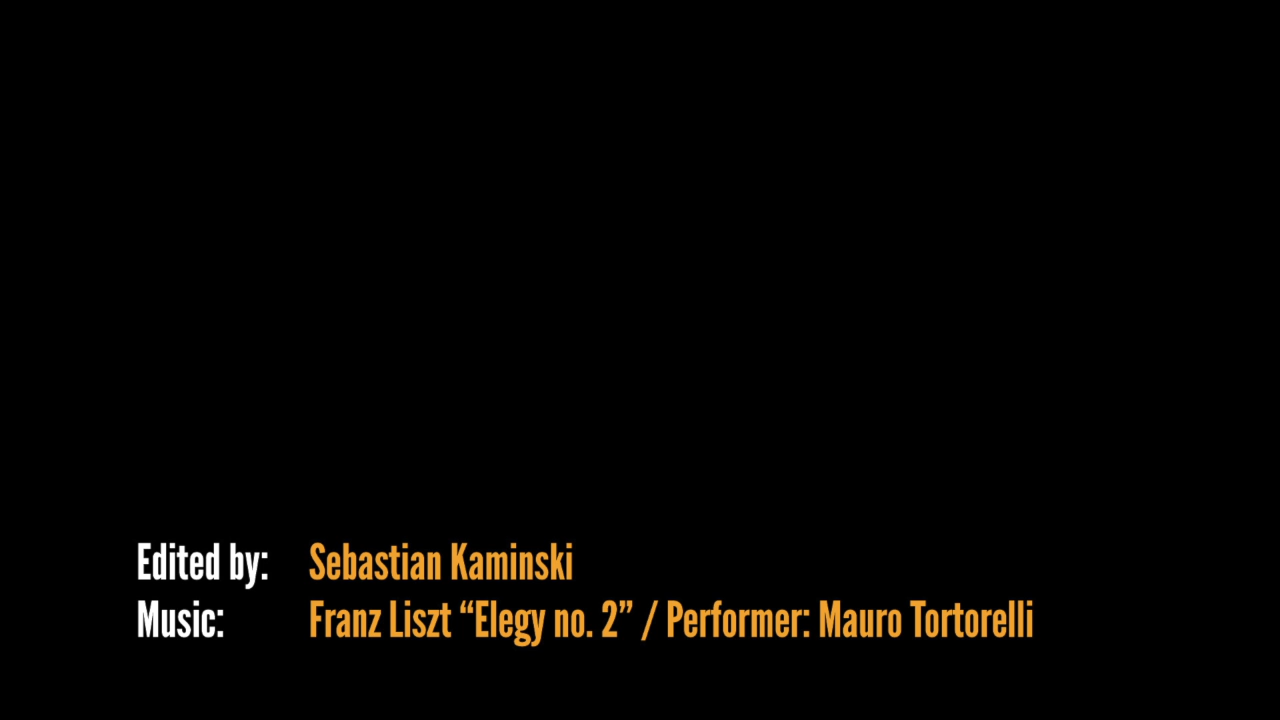 Edited by: Sebastian Kaminski
Music: Franz Liszt “Elegy no. 2” / Performer: Mauro Tortorelli